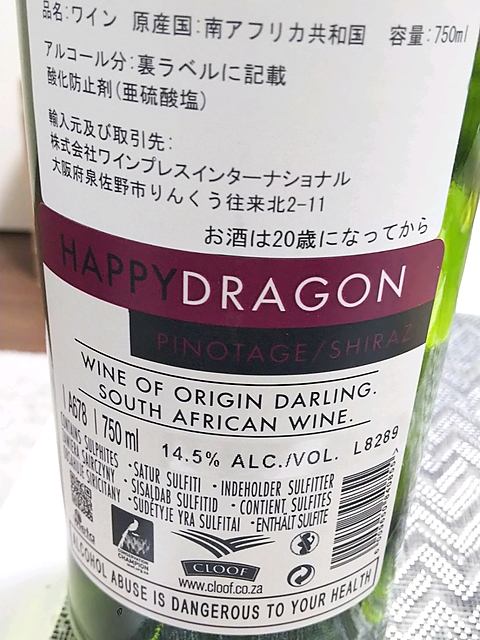 品名:ワイン 原産国:南アフリカ共和国 容量:750ml
アルコール分:裏ラベルに記載
酸化防止剤(亜硫酸塩)
輸入元及び取引先:
株式会社ワインプレスインターナショナル
大阪府泉佐野市りんくう往来北2-11
お酒は20歳になってから
HAPPYDRAGON
PINOTAGE/SHIRAZ
WINE OF ORIGIN DARLING.
SOUTH AFRICAN WINE.
A678 | 750 ml 14.5% ALC./VOL. L8289
CONTAINS SULPHITES • SATUR SULFITI • INDEHOLDER SULFITTER
SIARCZYNY • SISALDAB SULFITID • CONTIENT SULFITES
SIRICITANY • SUDĖTYJE YRA SULFITAI • ENTHÄLT SULFITE
CHAMPION
CLOOF
www.cloof.co.za
ALCOHOL ABUSE IS DANGEROUS TO YOUR HEALTH